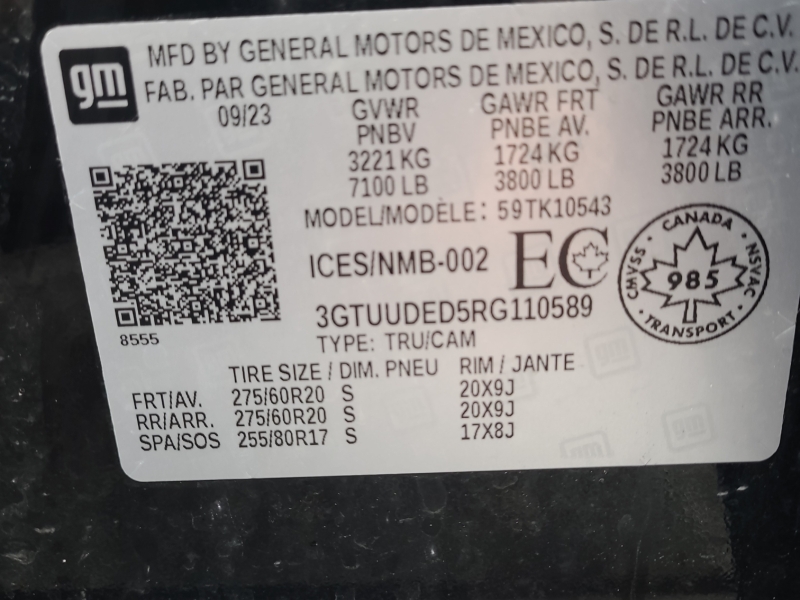 gm
MFD BY GENERAL MOTORS DE MEXICO, S. DE R.L. DE C.V.
FAB. PAR GENERAL MOTORS DE MEXICO, S. DE R.L. DE C.V.
09/23 GVWR GAWR FRT GAWR RR
PNBV PNBE AV. PNBE ARR.
3221 KG 1724 KG 1724 KG
7100 LB 3800 LB 3800 LB
MODEL/MODÈLE: 59TK10543
ICES/NMB-002 EC
CANADA
CMVSS 985 NSVAC
TRANSPORT
3GTUUDED5RG110589
8555
TYPE: TRU/CAM
TIRE SIZE / DIM. PNEU RIM / JANTE
FRT/AV. 275/60R20 S 20X9J
RR/ARR. 275/60R20 S 20X9J
SPA/SOS 255/80R17 S 17X8J